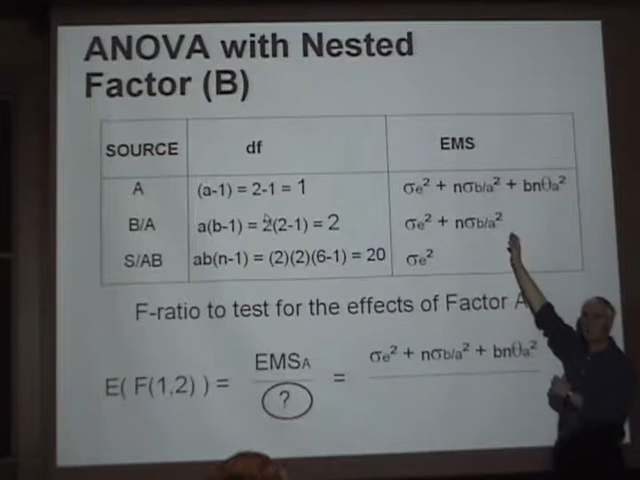 ANOVA with Nested
Factor (B)
SOURCE df EMS
A (a-1) = 2-1 = 1 σe² + nσb/a² + bnθa²
B/A a(b-1) = 2(2-1) = 2 σe² + nσb/a²
S/AB ab(n-1) = (2)(2)(6-1) = 20 σe²
F-ratio to test for the effects of Factor A
E( F(1,2) ) = EMSA / ? = σe² + nσb/a² + bnθa²